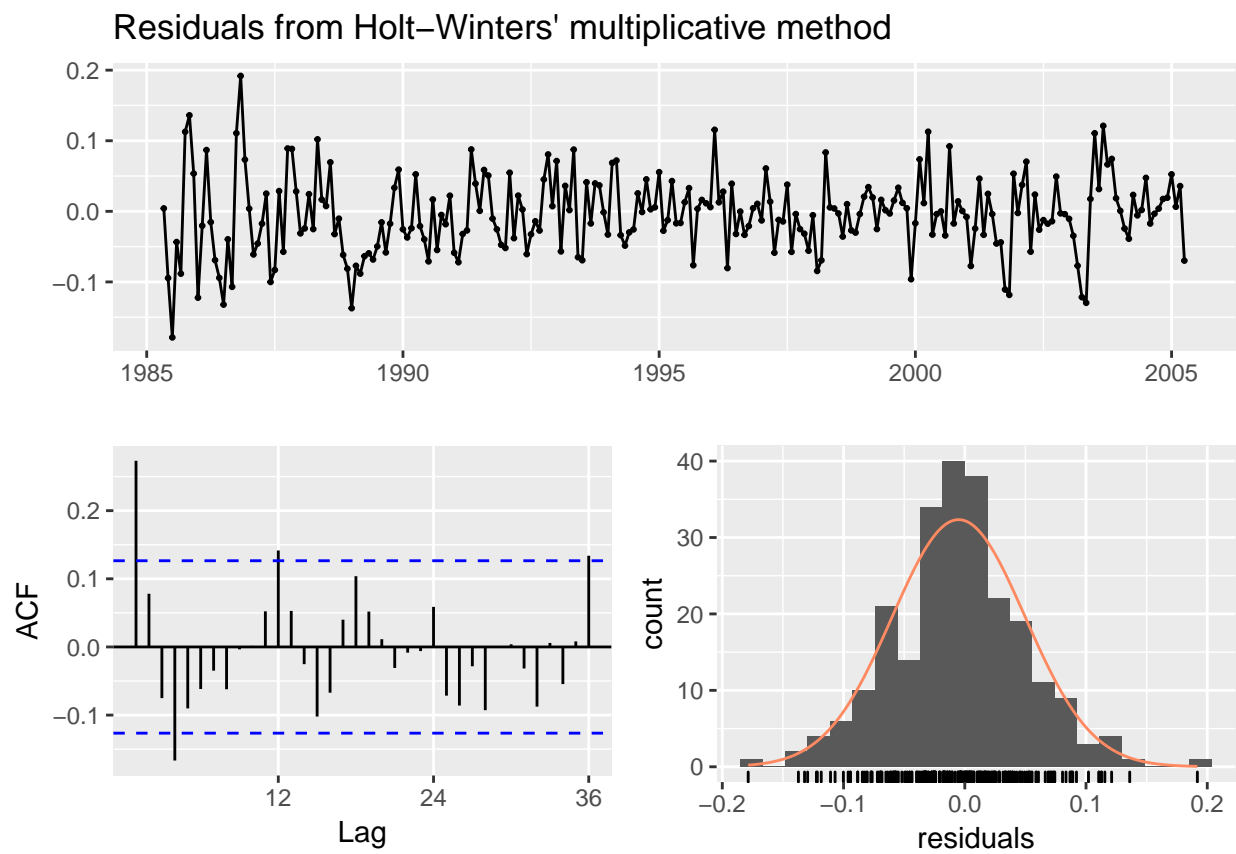 Residuals from Holt−Winters' multiplicative method
0.2
0.1
0.0
−0.1
1985 1990 1995 2000 2005
ACF
0.2
0.1
0.0
−0.1
12 24 36
Lag
count
40
30
20
10
0
−0.2 −0.1 0.0 0.1 0.2
residuals